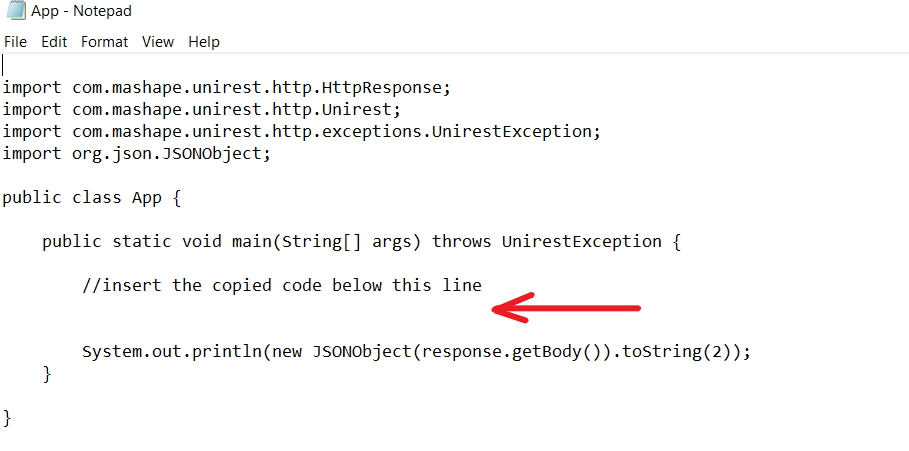 App - Notepad
File Edit Format View Help
import com.mashape.unirest.http.HttpResponse;
import com.mashape.unirest.http.Unirest;
import com.mashape.unirest.http.exceptions.UnirestException;
import org.json.JSONObject;
public class App {
public static void main(String[] args) throws UnirestException {
//insert the copied code below this line
System.out.println(new JSONObject(response.getBody()).toString(2));
}
}